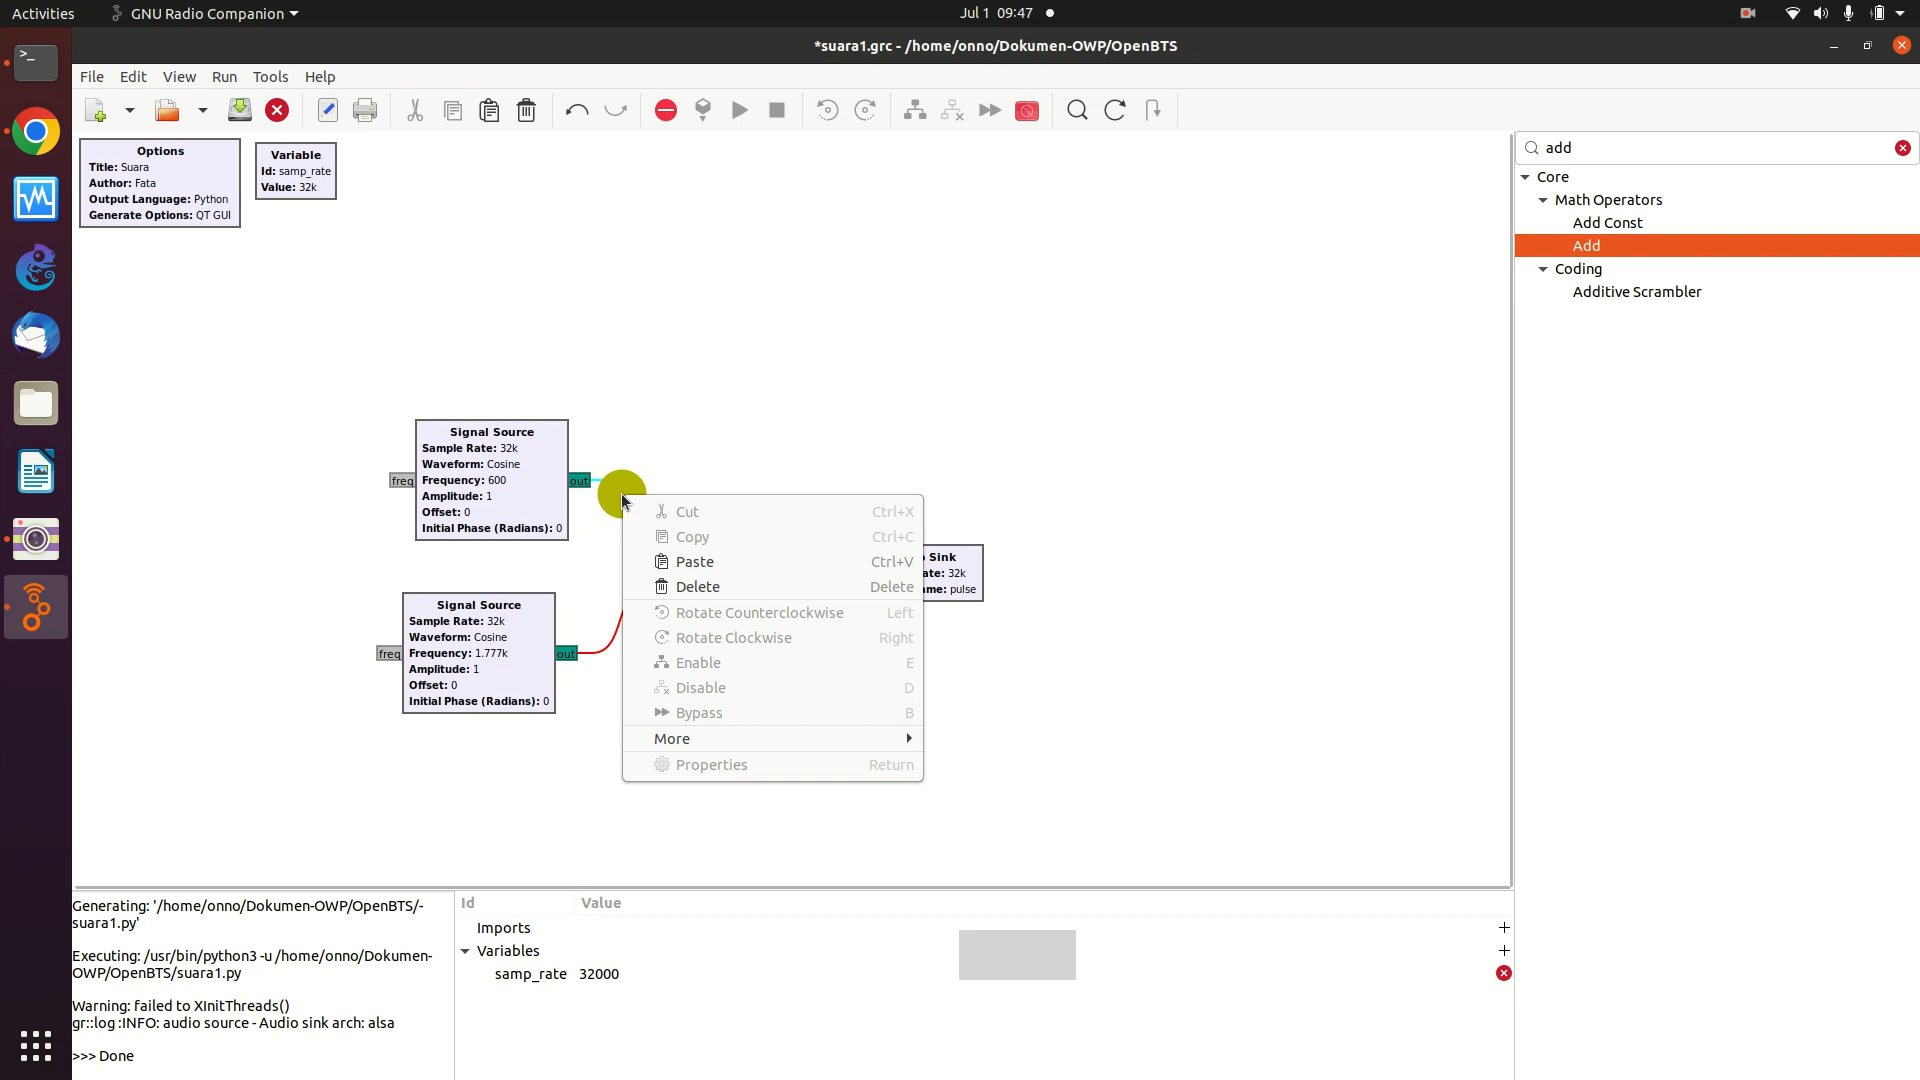 Activities
GNU Radio Companion
Jul 1 09:47
*suara1.grc - /home/onno/Dokumen-OWP/OpenBTS
File
Edit
View
Run
Tools
Help
Options
Title: Suara
Author: Fata
Output Language: Python
Generate Options: QT GUI
Variable
Id: samp_rate
Value: 32k
add
Core
Math Operators
Add Const
Add
Coding
Additive Scrambler
Signal Source
Sample Rate: 32k
Waveform: Cosine
Frequency: 600
Amplitude: 1
Offset: 0
Initial Phase (Radians): 0
freq
out
Signal Source
Sample Rate: 32k
Waveform: Cosine
Frequency: 1.777k
Amplitude: 1
Offset: 0
Initial Phase (Radians): 0
freq
out
Cut Ctrl+X
Copy Ctrl+C
Paste Ctrl+V
Delete Delete
Rotate Counterclockwise Left
Rotate Clockwise Right
Enable E
Disable D
Bypass B
More
Properties Return
Sink
ate: 32k
me: pulse
Generating: '/home/onno/Dokumen-OWP/OpenBTS/-
suara1.py'
Executing: /usr/bin/python3 -u /home/onno/Dokumen-
OWP/OpenBTS/suara1.py
Warning: failed to XInitThreads()
gr::log :INFO: audio source - Audio sink arch: alsa
>>> Done
Id Value
Imports
Variables
samp_rate 32000